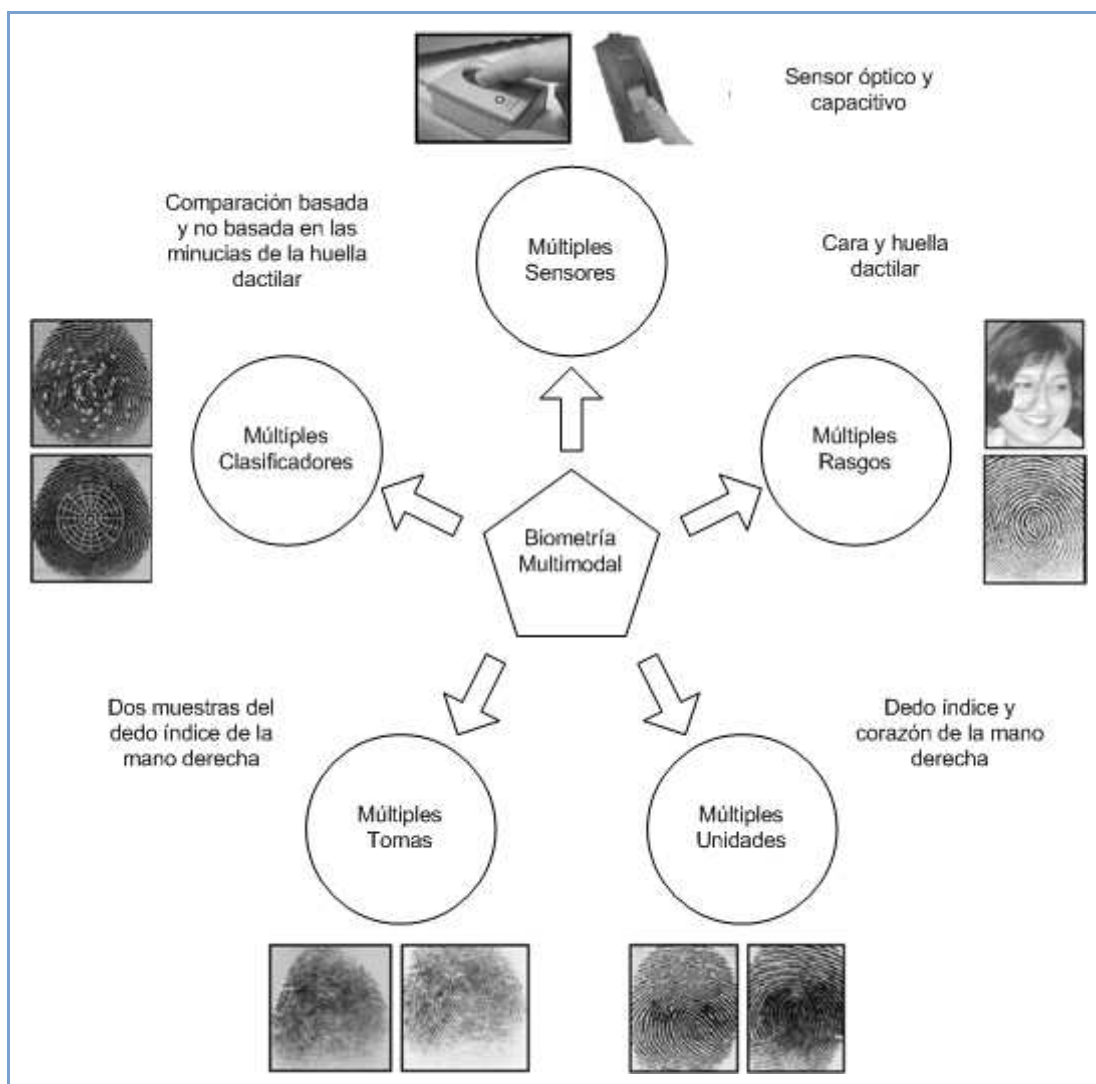 Sensor óptico y
capacitivo
Comparación basada
y no basada en las
minucias de la huella
dactilar
Múltiples
Sensores
Cara y huella
dactilar
Múltiples
Clasificadores
Múltiples
Rasgos
Biometría
Multimodal
Dos muestras del
dedo índice de la
mano derecha
Dedo índice y
corazón de la mano
derecha
Múltiples
Tomas
Múltiples
Unidades